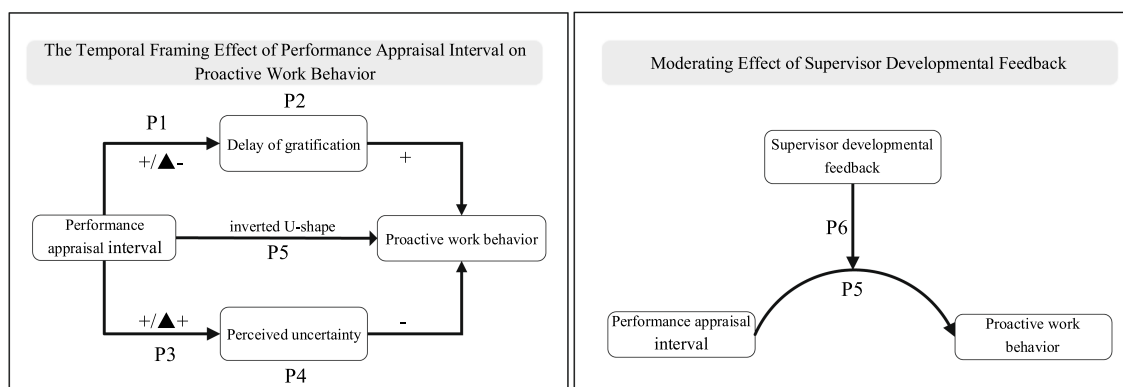 The Temporal Framing Effect of Performance Appraisal Interval on
Proactive Work Behavior
P2
P1
Delay of gratification
+/▲-
+
Performance
appraisal interval
inverted U-shape
P5
Proactive work behavior
+/▲+
Perceived uncertainty
-
P3
P4
Moderating Effect of Supervisor Developmental Feedback
Supervisor developmental
feedback
P6
P5
Performance appraisal
interval
Proactive work
behavior